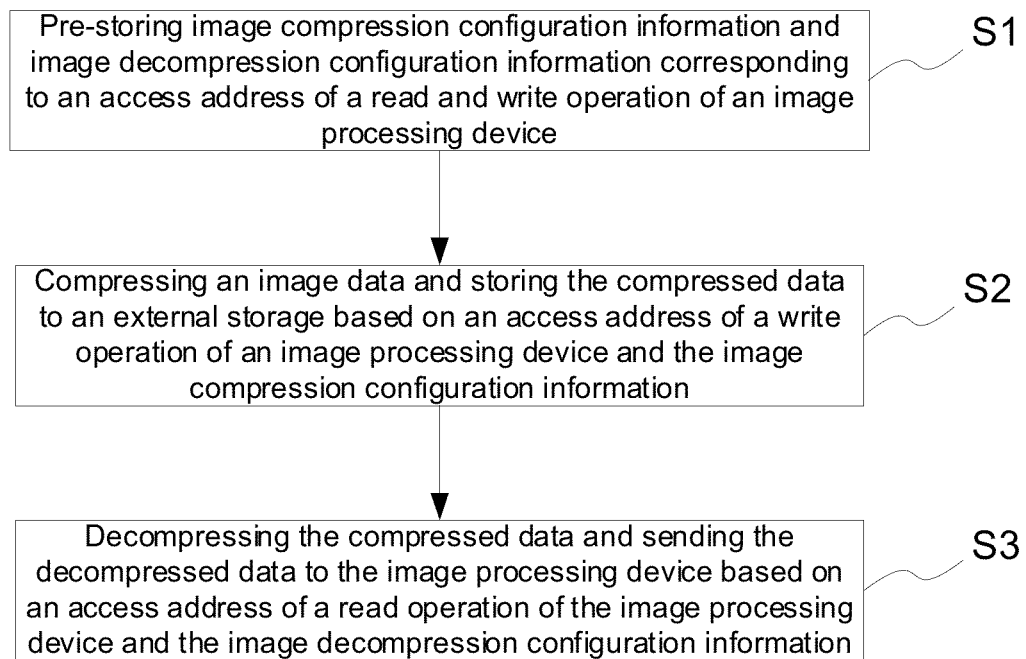 Pre-storing image compression configuration information and
image decompression configuration information corresponding
to an access address of a read and write operation of an image
processing device
S1
Compressing an image data and storing the compressed data
to an external storage based on an access address of a write
operation of an image processing device and the image
compression configuration information
S2
Decompressing the compressed data and sending the
decompressed data to the image processing device based on
an access address of a read operation of the image processing
device and the image decompression configuration information
S3